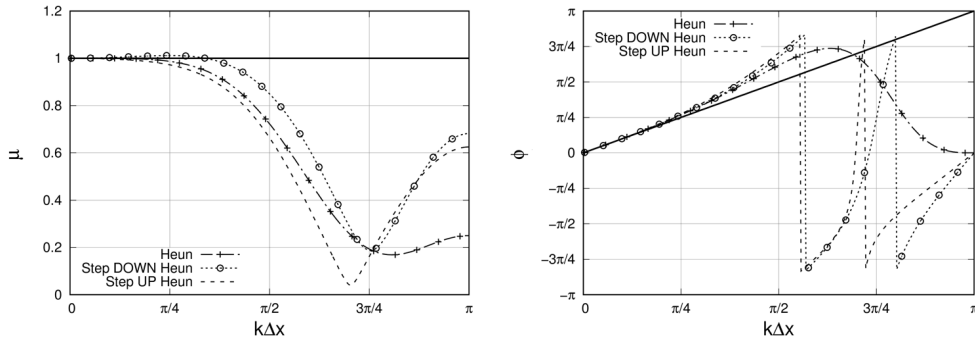 1.2
1
0.8
0.6
0.4
0.2
0
μ
Heun
Step DOWN Heun
Step UP Heun
0
π/4
π/2
3π/4
π
kΔx
π
3π/4
π/2
π/4
0
−π/4
−π/2
−3π/4
−π
ϕ
Heun
Step DOWN Heun
Step UP Heun
0
π/4
π/2
3π/4
π
kΔx